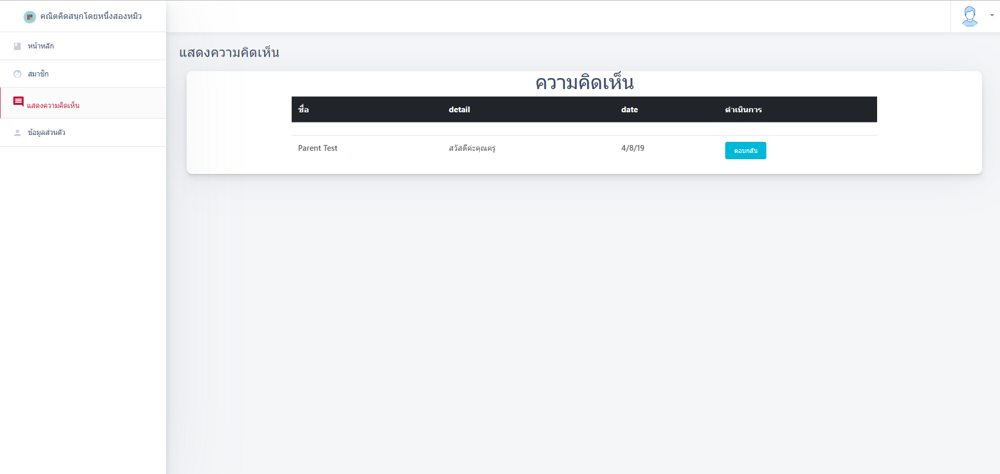 คณิตคิดสนุกโดยหนึ่งสองหมิว
หน้าหลัก
สมาชิก
แสดงความคิดเห็น
ข้อมูลส่วนตัว
แสดงความคิดเห็น
ความคิดเห็น
ชื่อ detail date ดำเนินการ
Parent Test สวัสดีค่ะคุณครู 4/8/19 ตอบกลับ